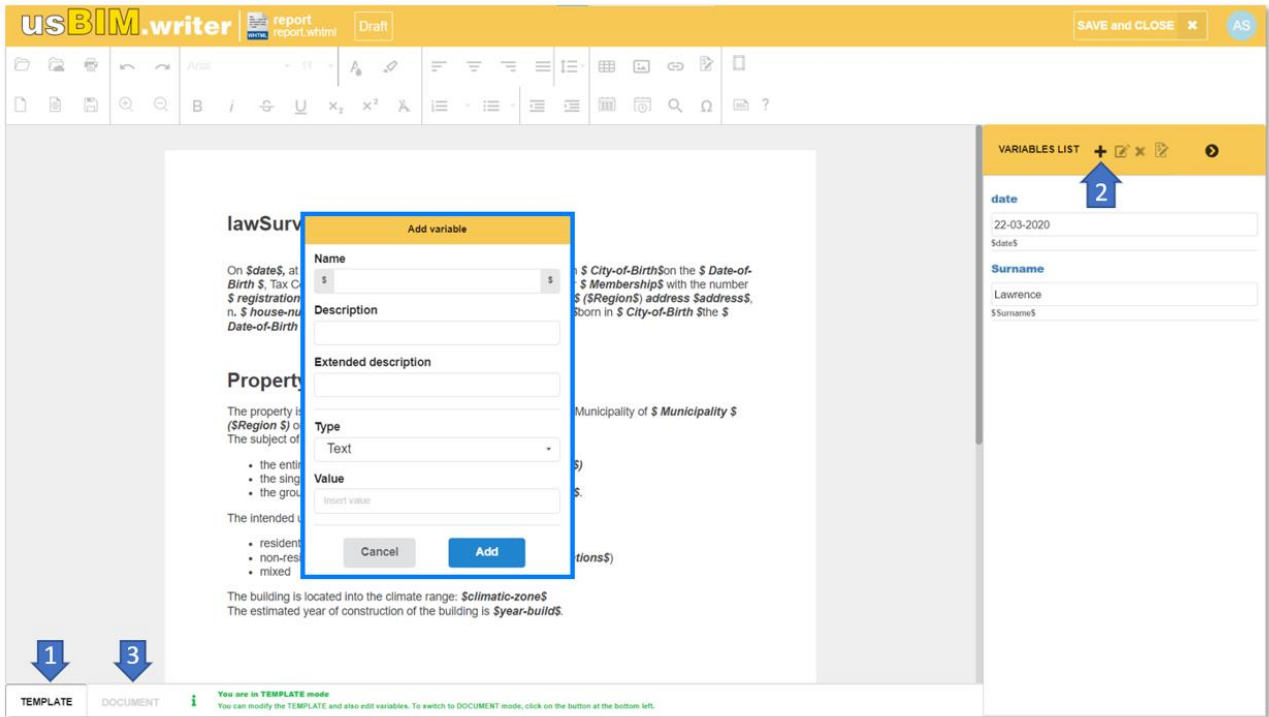 usBIM.writer
WHTML
report
report.whtml
Draft
SAVE and CLOSE ×
AS
Arial
11
B i S U x₂ x²
Ω
?
VARIABLES LIST
2
date
22-03-2020
$date$
Surname
Lawrence
$Surname$
lawSurv
On $date$, at
$ City-of-Birth$on the $ Date-of-
Birth $, Tax C
$ Membership$ with the number
$ registration
$ ($Region$) address $address$,
n. $ house-nu
$born in $ City-of-Birth $the $
Date-of-Birth
Property
The property is
Municipality of $ Municipality $
($Region $) o
The subject of
• the entir
$)
• the sing
• the grou
$.
The intended u
• resident
• non-resi
tions$)
• mixed
The building is located into the climate range: $climatic-zone$
The estimated year of construction of the building is $year-build$.
Add variable
Name
$ $
Description
Extended description
Type
Text
Value
Insert value
Cancel Add
1
3
TEMPLATE
DOCUMENT
i
You are in TEMPLATE mode
You can modify the TEMPLATE and also edit variables. To switch to DOCUMENT mode, click on the button at the bottom left.